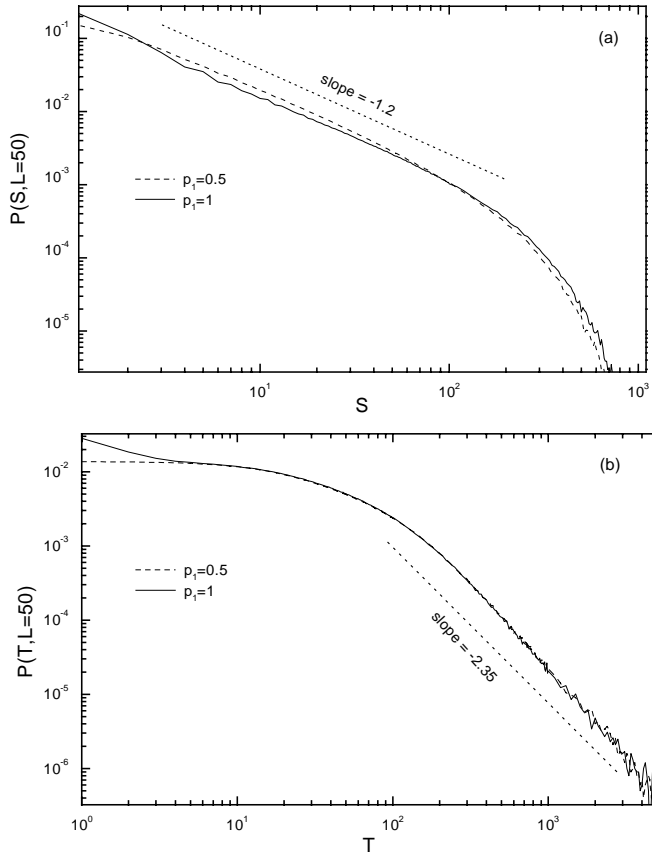 10⁻¹
(a)
slope = -1.2
10⁻²
10⁻³
10⁻⁴
10⁻⁵
P(S,L=50)
p₁=0.5
p₁=1
10¹ 10² 10³
S
(b)
10⁻²
10⁻³
10⁻⁴
10⁻⁵
10⁻⁶
P(T,L=50)
p₁=0.5
p₁=1
slope = -2.35
10⁰ 10¹ 10² 10³
T